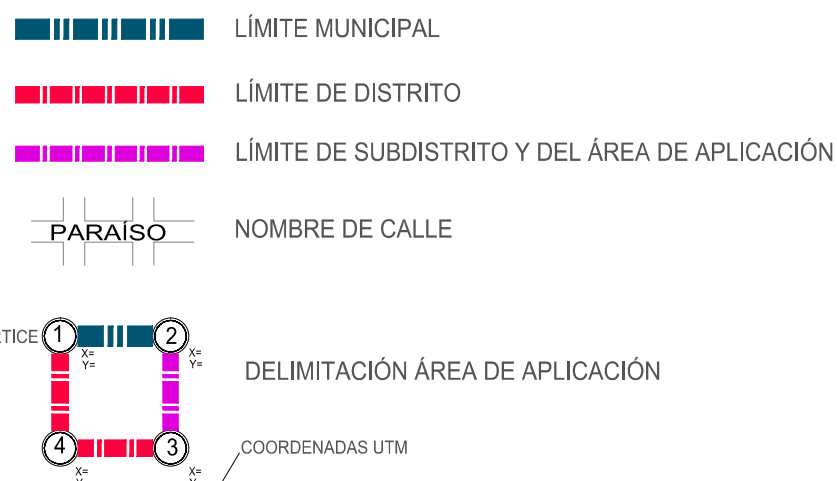 LÍMITE MUNICIPAL
LÍMITE DE DISTRITO
LÍMITE DE SUBDISTRITO Y DEL ÁREA DE APLICACIÓN
PARAÍSO
NOMBRE DE CALLE
1
2
X=
Y=
X=
Y=
DELIMITACIÓN ÁREA DE APLICACIÓN
4
3
COORDENADAS UTM
X=
X=